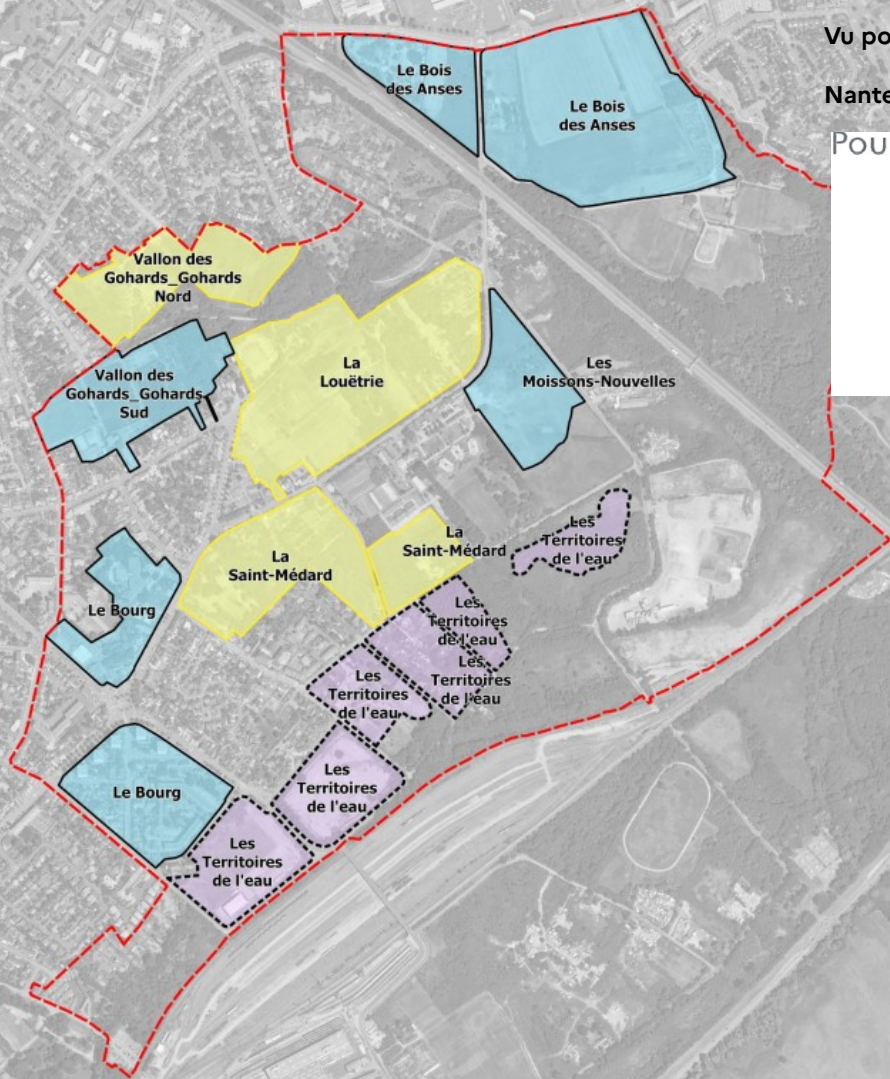 Vu po
Nante
Pou
Le Bois
des Anses
Le Bois
des Anses
Vallon des
Gohards_Gohards
Nord
Vallon des
Gohards_Gohards
Sud
La
Louëtrie
Les
Moissons-Nouvelles
La
Saint-Médard
La
Saint-Médard
Les
Territoires
de l'eau
Le Bourg
Les
Territoires
de l'eau
Les
Territoires
de l'eau
Les
Territoires
de l'eau
Les
Territoires
de l'eau
Le Bourg
Les
Territoires
de l'eau